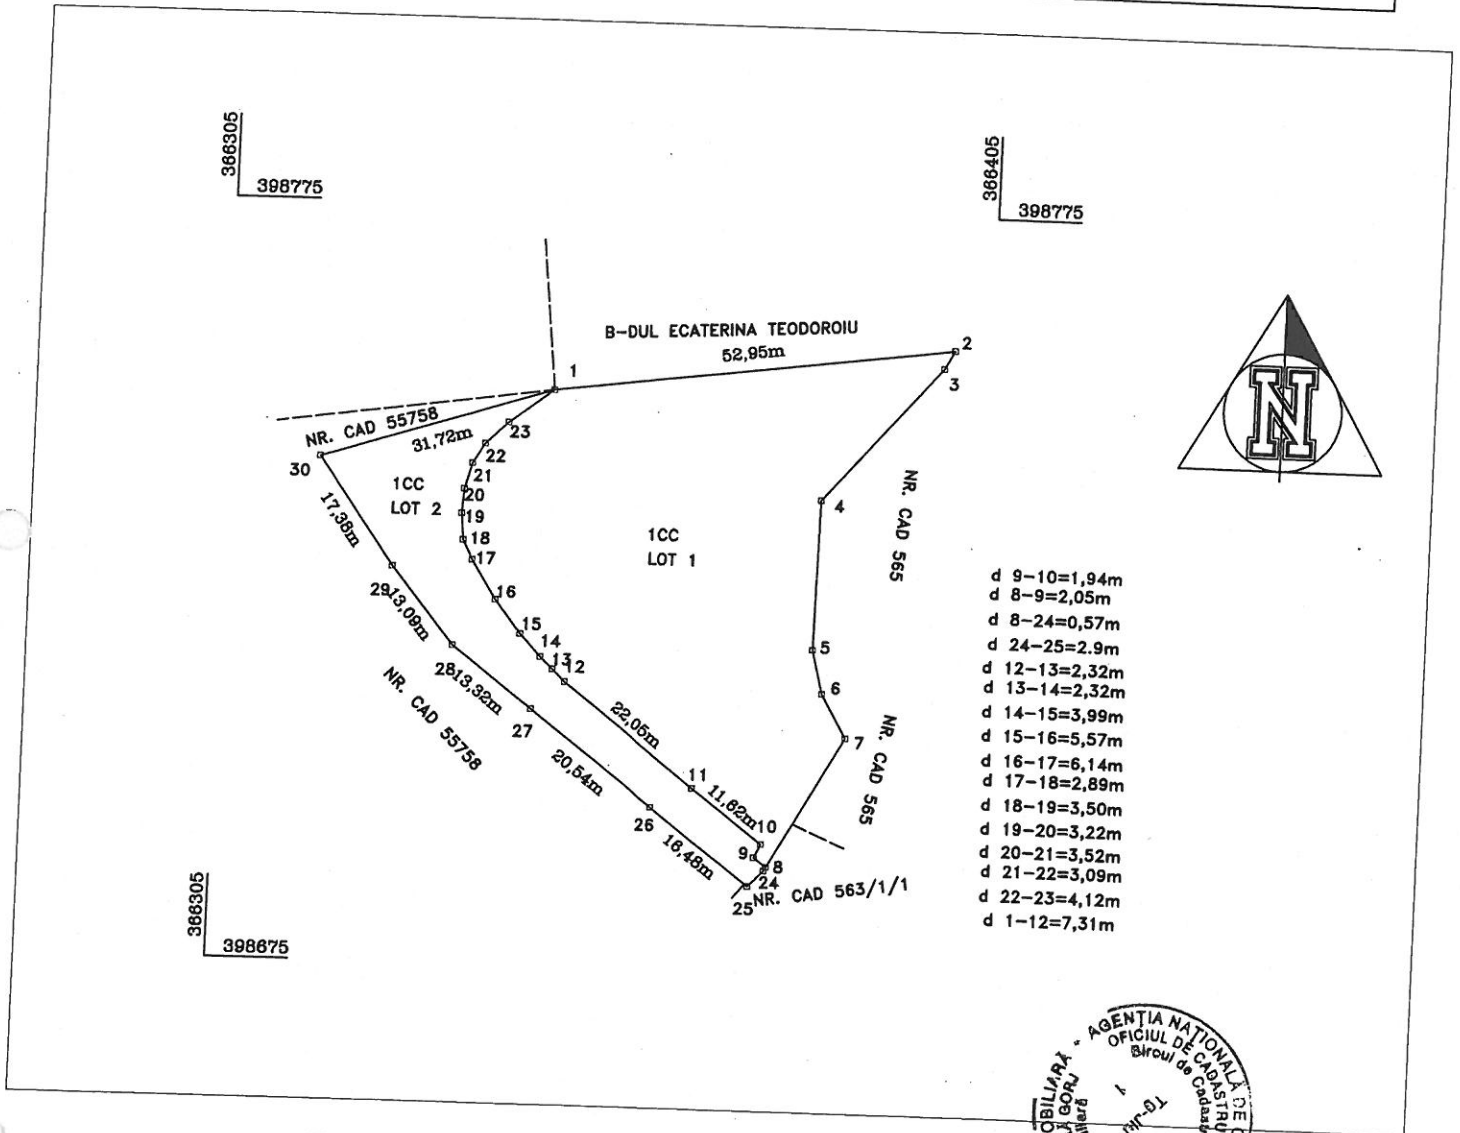 366305
398775
366405
398775
B-DUL ECATERINA TEODOROIU
52,95m
1
2
3
NR. CAD 55758
31,72m
23
22
30
21
1CC
LOT 2
20
19
18
17
17,38m
4
NR. CAD 565
1CC
LOT 1
N
29
13,09m
16
15
14
13
12
5
6
28
13,32m
NR. CAD 55758
27
22,05m
7
NR. CAD 565
20,54m
11
11,62m
26
10
16,48m
9
8
24
25
NR. CAD 563/1/1
d 9-10=1,94m
d 8-9=2,05m
d 8-24=0,57m
d 24-25=2.9m
d 12-13=2,32m
d 13-14=2,32m
d 14-15=3,99m
d 15-16=5,57m
d 16-17=6,14m
d 17-18=2,89m
d 18-19=3,50m
d 19-20=3,22m
d 20-21=3,52m
d 21-22=3,09m
d 22-23=4,12m
d 1-12=7,31m
366305
398675
AGENȚIA NAȚIONALĂ DE
OFICIUL DE CADASTRU
Biroul de
GORJ